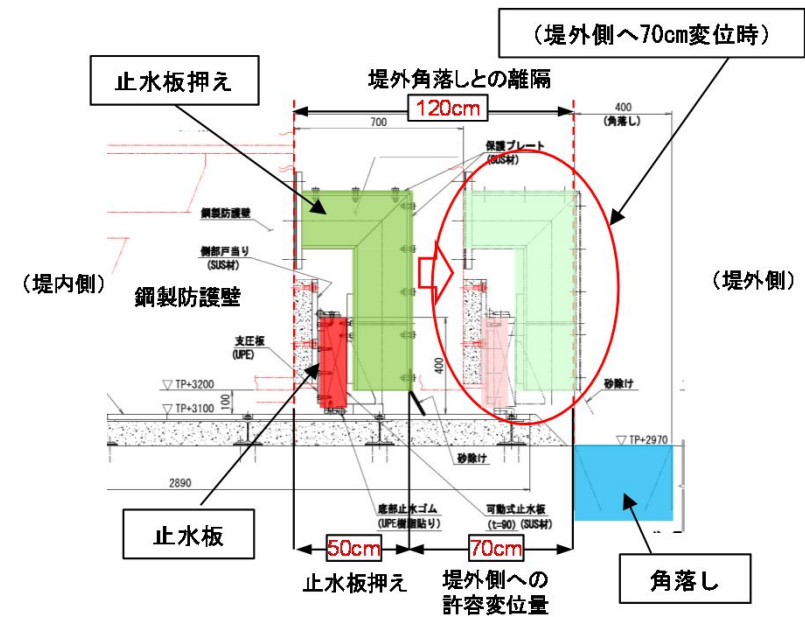 (堤外側へ70cm変位時)
止水板押え
堤外角落しとの離隔
120cm
400
(角落し)
700
保護プレート
(SUS材)
鋼製防護壁
側部戸当り
(SUS材)
(堤内側)
鋼製防護壁
(堤外側)
支圧板
(UPE)
400
▽TP+3200
100
▽TP+3100
砂除け
▽TP+2970
砂除け
2890
底部止水ゴム
(UPE樹脂貼り)
可動式止水板
(t=90)(SUS材)
止水板
50cm
70cm
止水板押え
堤外側への
許容変位量
角落し